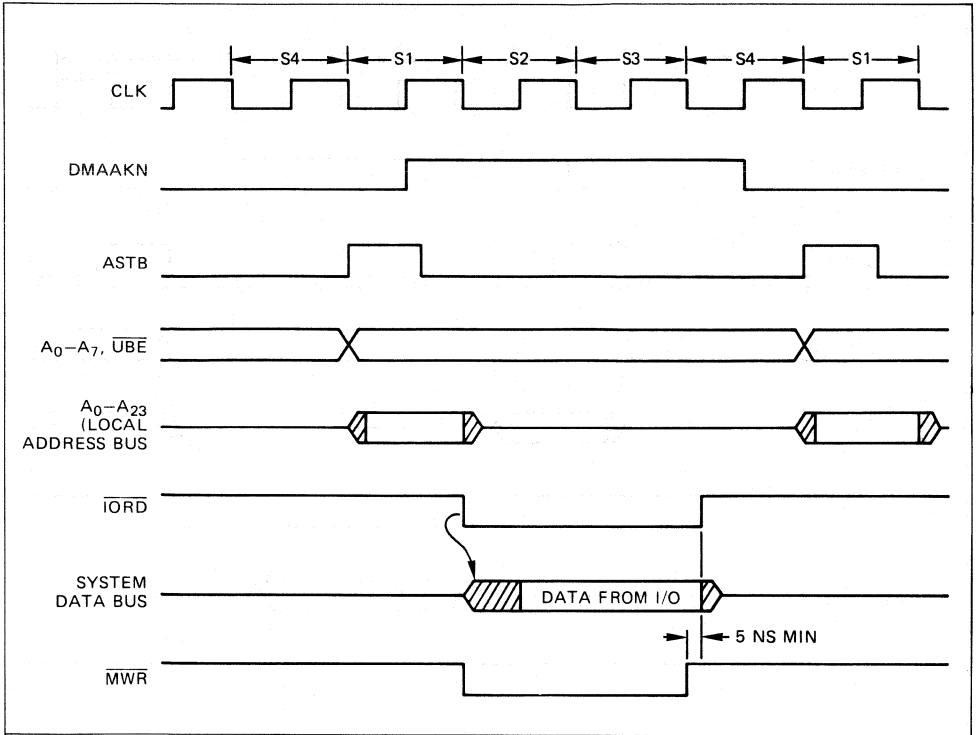 S4 S1 S2 S3 S4 S1
CLK
DMAAKN
ASTB
A0–A7, UBE
A0–A23
(LOCAL
ADDRESS BUS
IORD
SYSTEM
DATA BUS
DATA FROM I/O
5 NS MIN
MWR